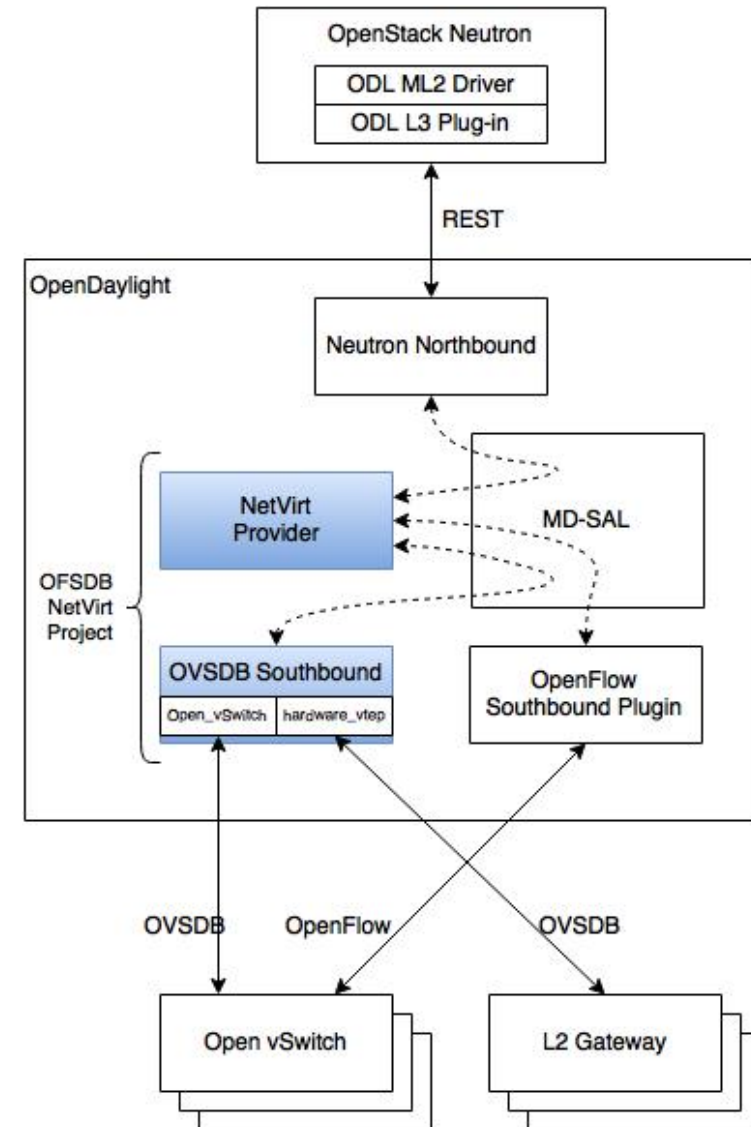 OpenStack Neutron
ODL ML2 Driver
ODL L3 Plug-in
REST
OpenDaylight
Neutron Northbound
NetVirt
Provider
MD-SAL
OFSDB
NetVirt
Project
OVSDB Southbound
Open_vSwitch
hardware_vtep
OpenFlow
Southbound Plugin
OVSDB
OpenFlow
OVSDB
Open vSwitch
L2 Gateway